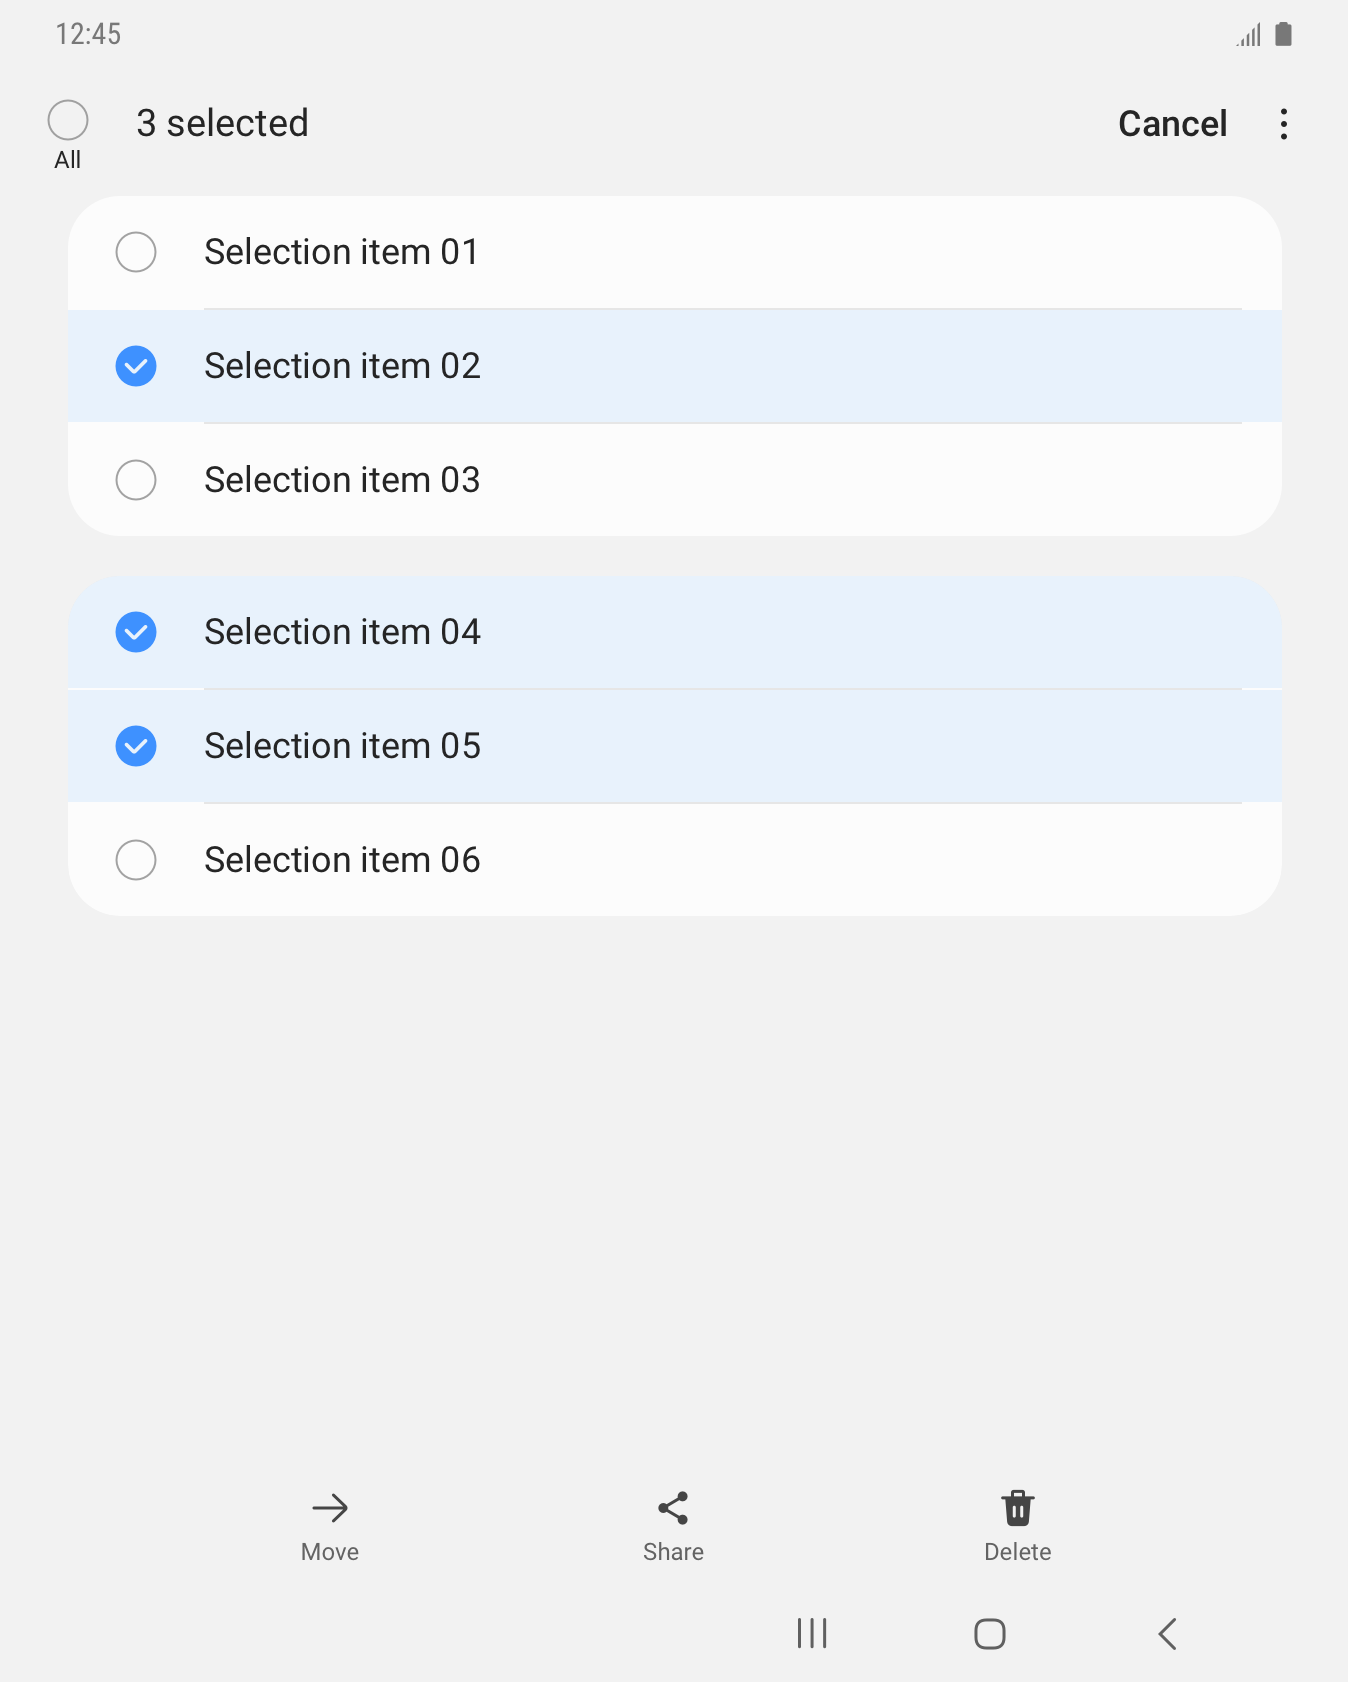 12:45
All
3 selected
Cancel
Selection item 01
Selection item 02
Selection item 03
Selection item 04
Selection item 05
Selection item 06
Move
Share
Delete